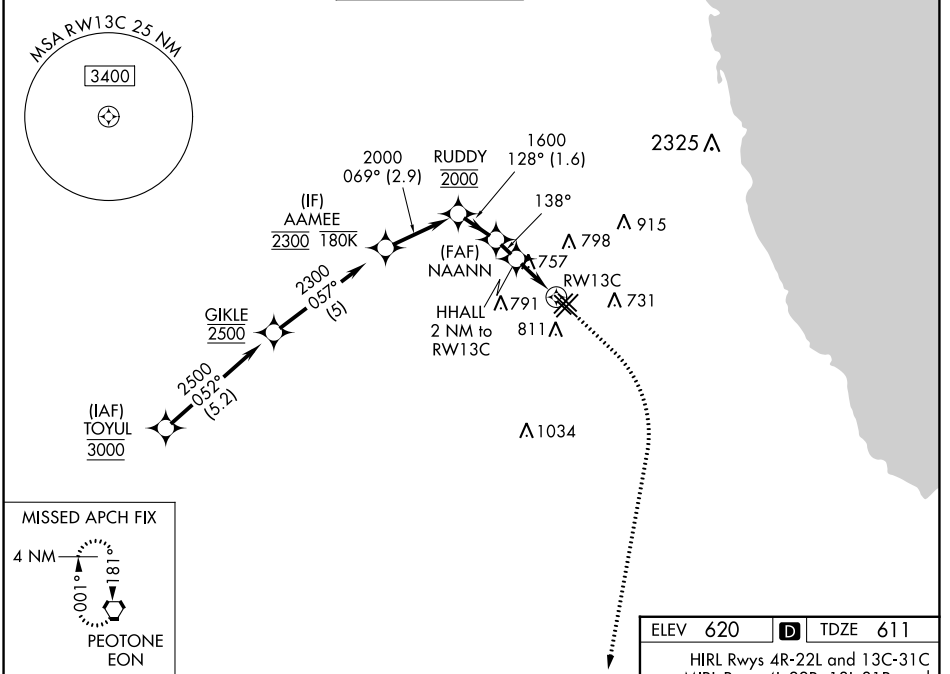 MSA RW13C 25 NM
3400
2325
1600
128° (1.6)
2000
069° (2.9)
RUDDY
2000
138°
(IF)
AAMEE
2300 180K
915
798
757
(FAF)
NAANN
RW13C
2300
057°
(5)
791
731
HHALL
2 NM to
RW13C
811
GIKLE
2500
2500
052°
(5.2)
(IAF)
TOYUL
3000
1034
MISSED APCH FIX
4 NM
001°
181°
PEOTONE
EON
ELEV 620 D TDZE 611
HIRL Rwys 4R-22L and 13C-31C